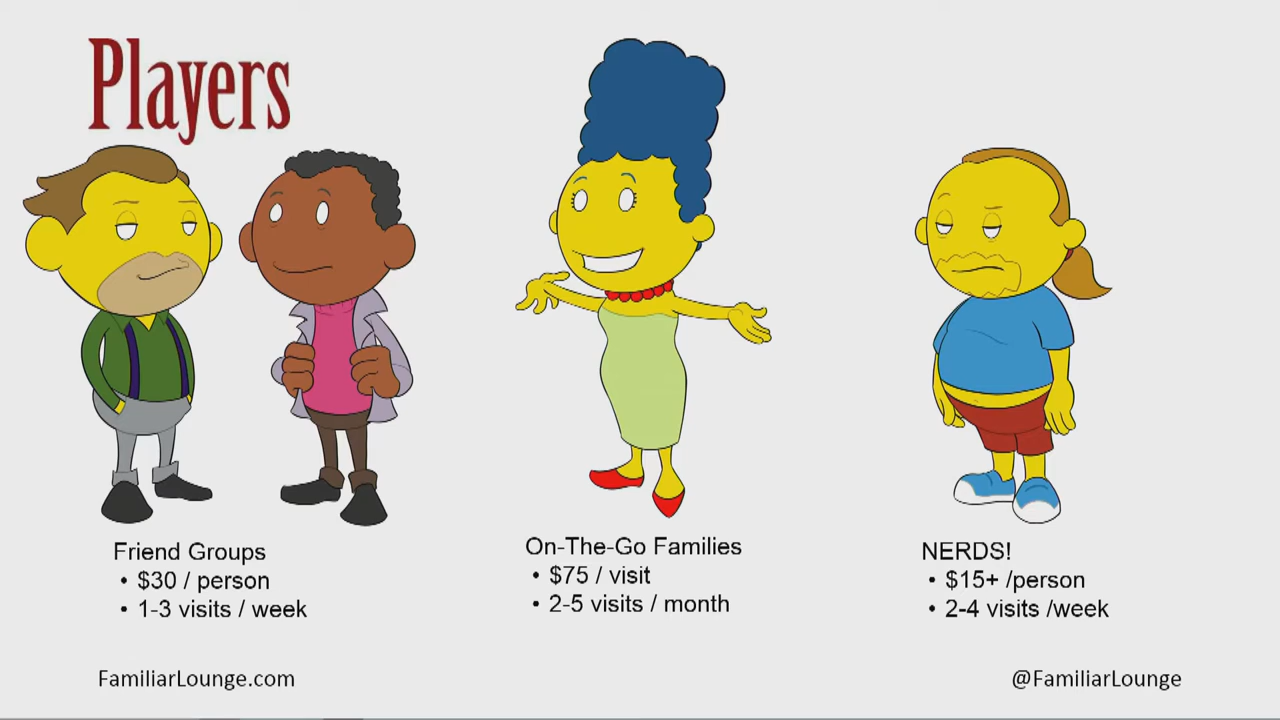 Players
Friend Groups
• $30 / person
• 1-3 visits / week
On-The-Go Families
• $75 / visit
• 2-5 visits / month
NERDS!
• $15+ /person
• 2-4 visits /week
FamiliarLounge.com
@FamiliarLounge